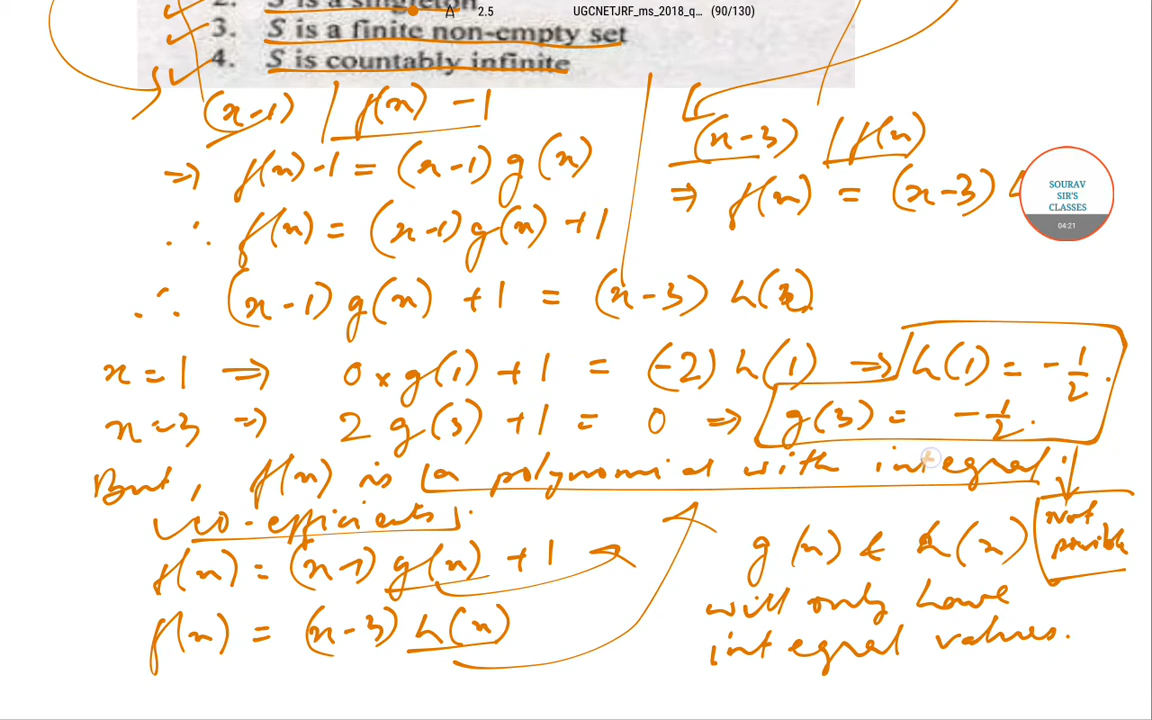 2. S is a singleton
2.5
UGCNETJRF_ms_2018_q... (90/130)
3. S is a finite non-empty set
4. S is countably infinite
(x-1) | f(x) - 1
⇒ f(x)-1 = (x-1) g(x)
∴ f(x) = (x-1) g(x) + 1
(x-3) | f(x)
⇒ f(x) = (x-3)
SOURAV
SIR'S
CLASSES
04:21
∴ (x-1) g(x) + 1 = (x-3) h(x)
x=1 ⇒ 0 × g(1) + 1 = (-2) h(1) ⇒ h(1) = -1/2.
x=3 ⇒ 2 g(3) + 1 = 0 ⇒ g(3) = -1/2.
But, f(x) is [a polynomial with integral
co-efficients].
f(x) = (x-1) g(x) + 1
f(x) = (x-3) h(x)
not
possible
g(x) & h(x)
will only have
integral values.